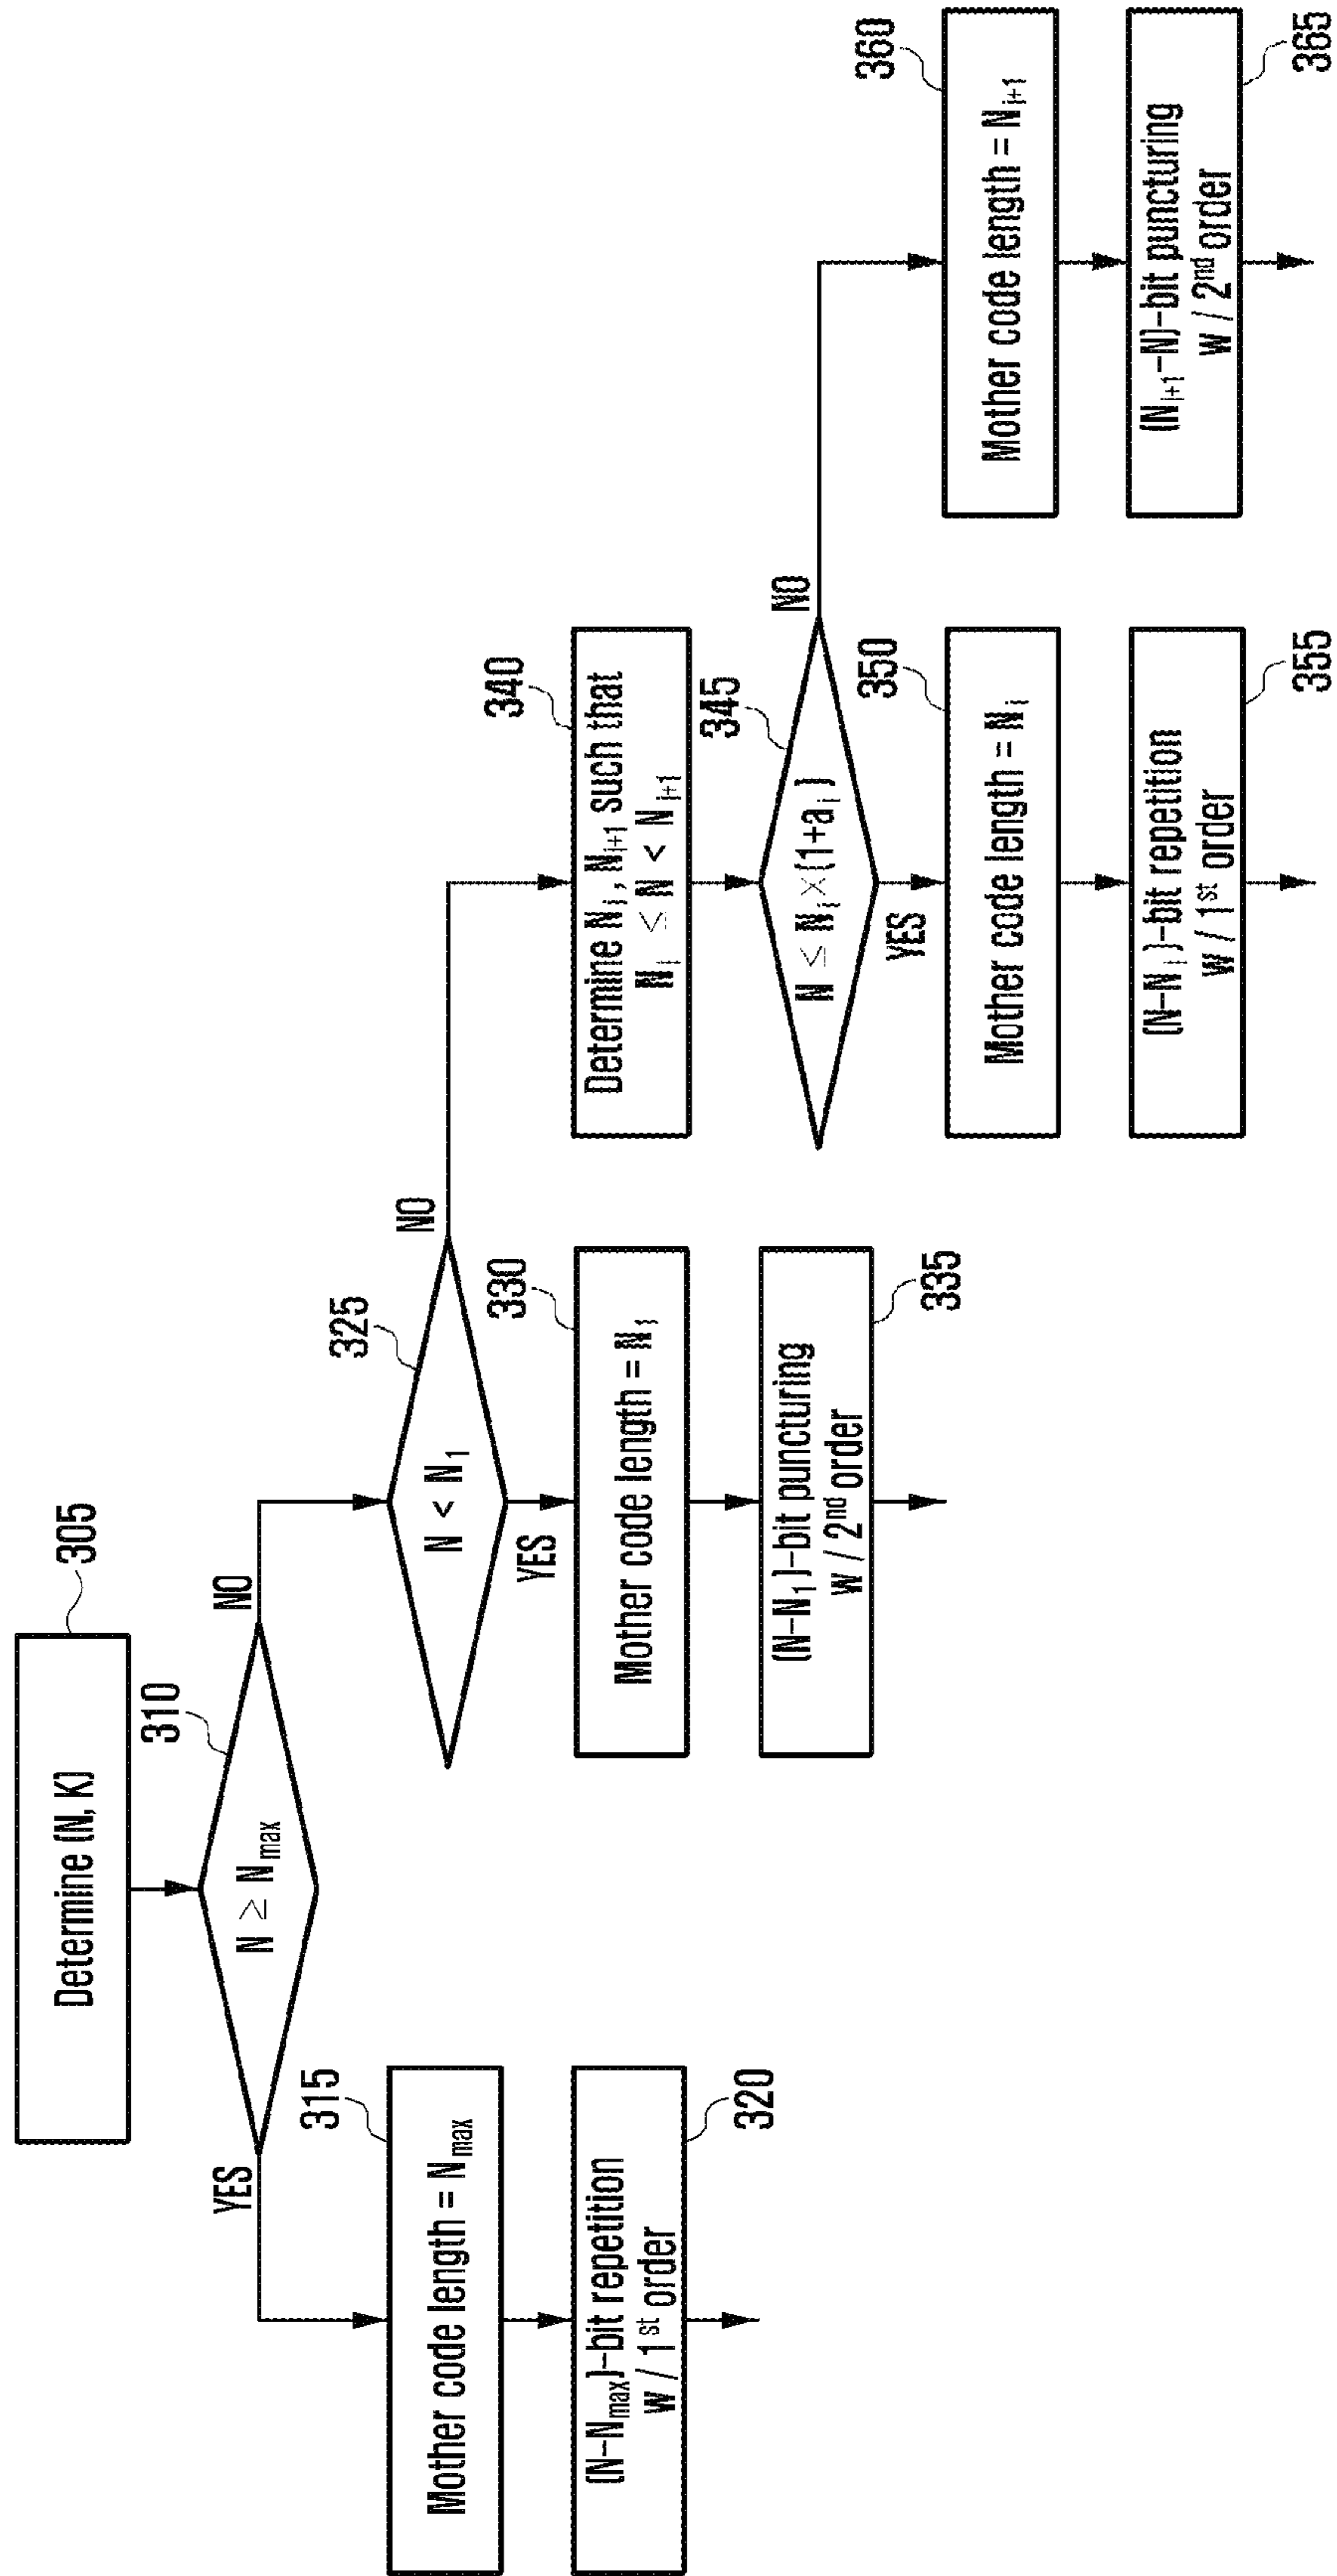 Determine (N, K)
305
310
N ≥ N_max
YES
NO
315
Mother code length = N_max
(N-N_max)-bit repetition
w / 1st order
320
325
N < N_1
NO
YES
330
Mother code length = N_1
(N-N_1)-bit puncturing
w / 2nd order
335
340
Determine N_i, N_i+1 such that
N_i ≤ N < N_i+1
345
N ≤ N_i×(1+a_i)
NO
YES
350
Mother code length = N_i
(N-N_i)-bit repetition
w / 1st order
355
360
Mother code length = N_i+1
(N_i+1-N)-bit puncturing
w / 2nd order
365